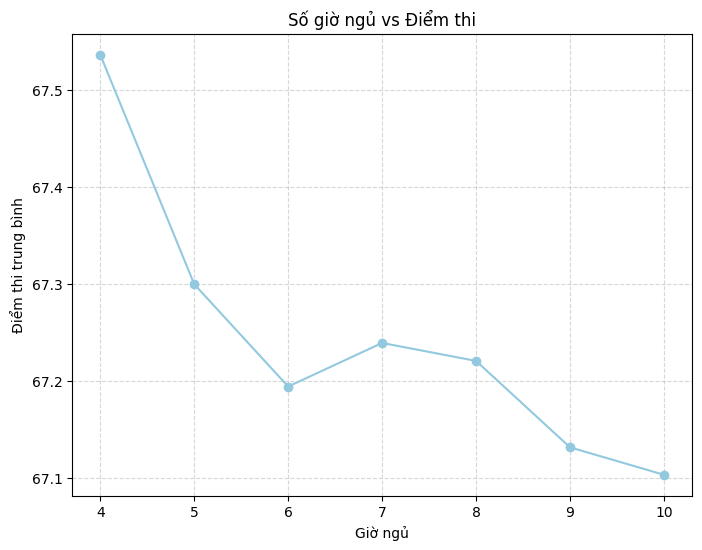 Số giờ ngủ vs Điểm thi
67.5
67.4
67.3
67.2
67.1
Điểm thi trung bình
4 5 6 7 8 9 10
Giờ ngủ